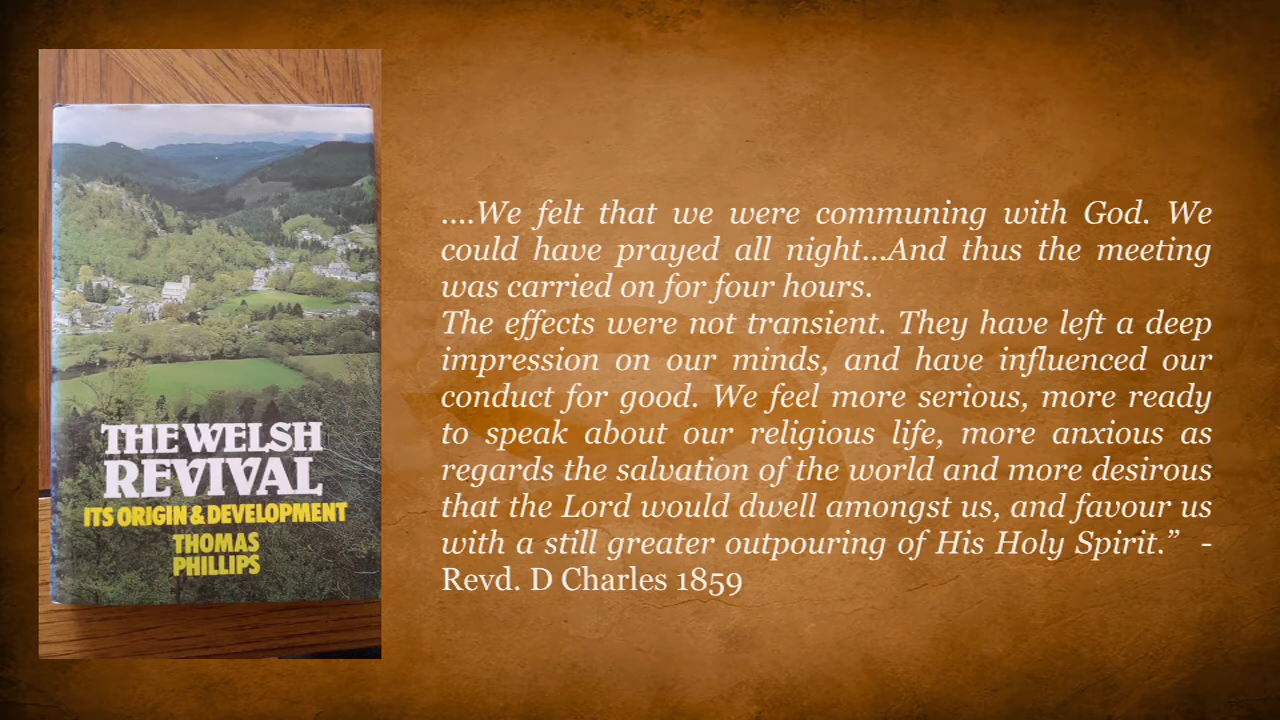 THE WELSH
REVIVAL
ITS ORIGIN & DEVELOPMENT
THOMAS
PHILLIPS
....We felt that we were communing with God. We
could have prayed all night...And thus the meeting
was carried on for four hours.
The effects were not transient. They have left a deep
impression on our minds, and have influenced our
conduct for good. We feel more serious, more ready
to speak about our religious life, more anxious as
regards the salvation of the world and more desirous
that the Lord would dwell amongst us, and favour us
with a still greater outpouring of His Holy Spirit.” -
Revd. D Charles 1859